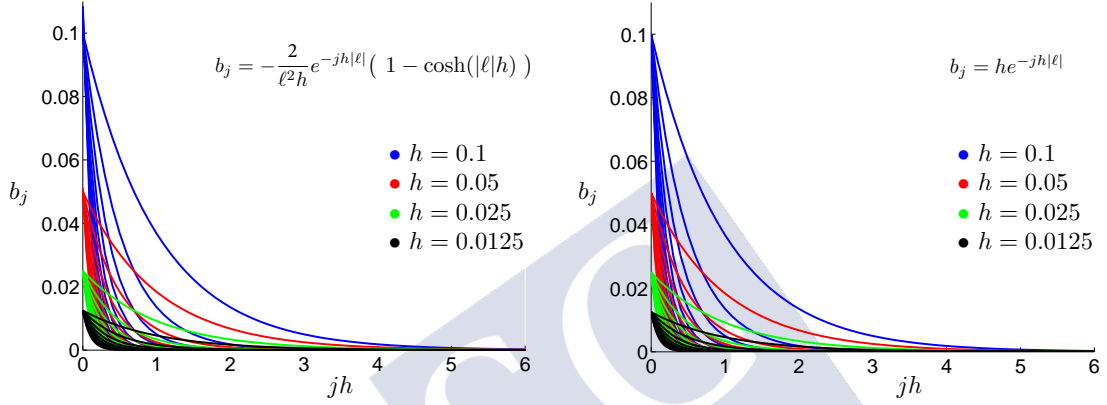 b_j = -\frac{2}{\ell^2 h} e^{-jh|\ell|} ( 1 - cosh(|\ell|h) )
0.1
0.08
0.06
0.04
0.02
0
b_j
h = 0.1
h = 0.05
h = 0.025
h = 0.0125
0 1 2 3 4 5 6
jh
b_j = he^{-jh|\ell|}
0.1
0.08
0.06
0.04
0.02
0
b_j
h = 0.1
h = 0.05
h = 0.025
h = 0.0125
0 1 2 3 4 5 6
jh